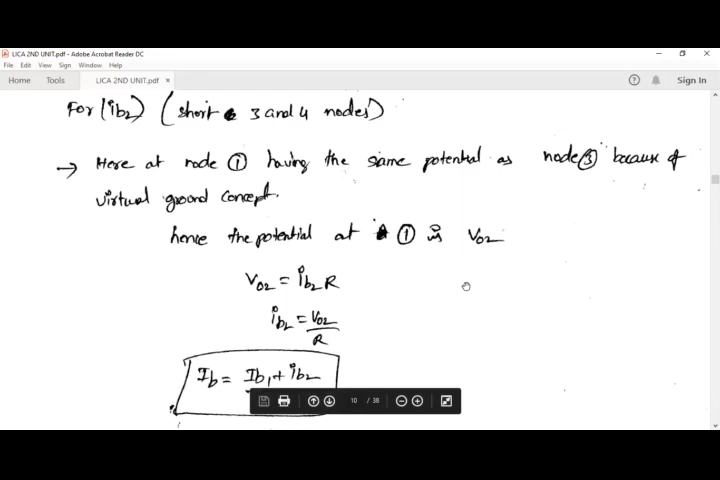 LICA 2ND UNIT.pdf - Adobe Acrobat Reader DC
File Edit View Sign Window Help
Home Tools LICA 2ND UNIT.pdf × Sign In
For (ib2) (short 3 and 4 nodes)
→ Here at node ① having the same potential as node ③ because of
virtual ground concept.
hence the potential at ① is Vo2
Vo2 = ib2 R
ib2 = Vo2
R
Ib = Ib1 + ib2
10 / 38